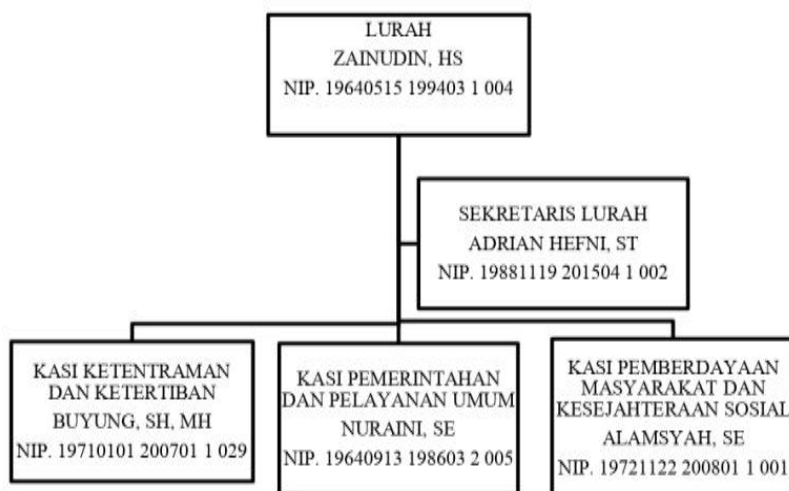 LURAH
ZAINUDIN, HS
NIP. 19640515 199403 1 004
SEKRETARIS LURAH
ADRIAN HEFNI, ST
NIP. 19881119 201504 1 002
KASI KETENTRAMAN
DAN KETERTIBAN
BUYUNG, SH, MH
NIP. 19710101 200701 1 029
KASI PEMERINTAHAN
DAN PELAYANAN UMUM
NURAINI, SE
NIP. 19640913 198603 2 005
KASI PEMBERDAYAAN
MASYARAKAT DAN
KESEJAHTERAAN SOSIAL
ALAMSYAH, SE
NIP. 19721122 200801 1 001